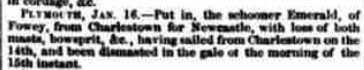 in cordage, &c.
PLYMOUTH, JAN. 16.—Put in, the schooner Emerald, of
Fowey, from Charlestown for Newcastle, with loss of both
masts, bowsprit, &c., having sailed from Charlestown on the
14th, and been dismasted in the gale of the morning of the
15th instant.